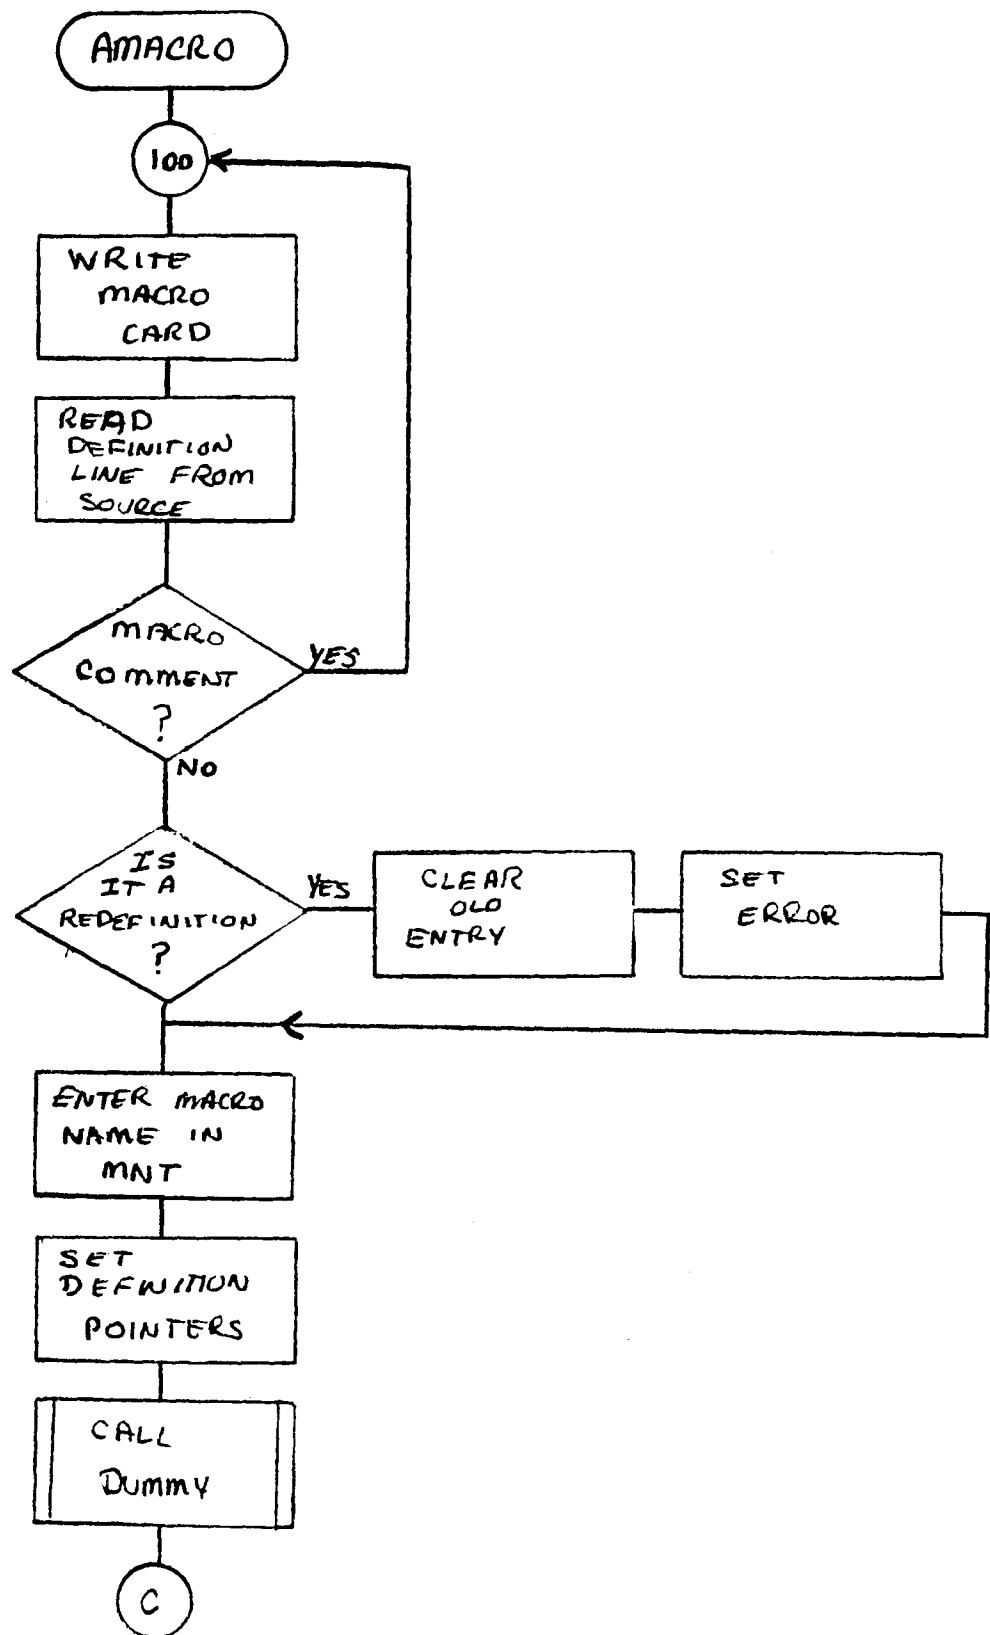 AMACRO
100
WRITE
MACRO
CARD
READ
DEFINITION
LINE FROM
SOURCE
MACRO
COMMENT
?
YES
NO
IS
IT A
REDEFINITION
?
YES
CLEAR
OLD
ENTRY
SET
ERROR
ENTER MACRO
NAME IN
MNT
SET
DEFINITION
POINTERS
CALL
DUMMY
C